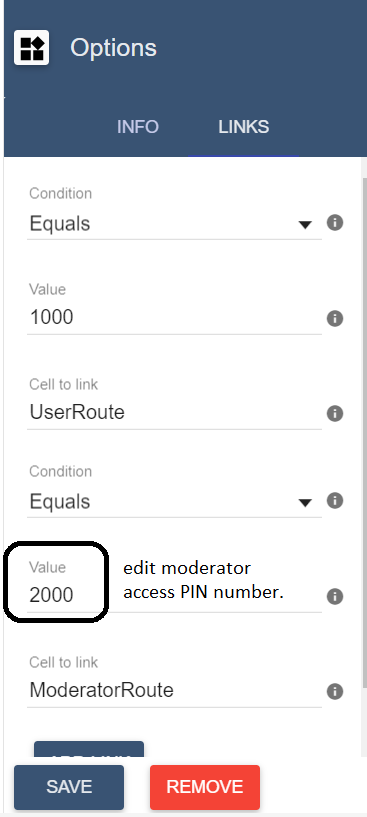 Options
INFO LINKS
Condition
Equals
Value
1000
Cell to link
UserRoute
Condition
Equals
Value
2000
edit moderator
access PIN number.
Cell to link
ModeratorRoute
SAVE REMOVE